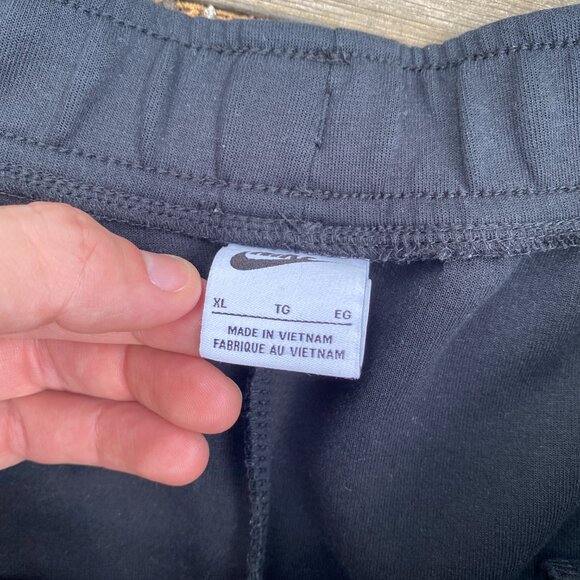 XL TG EG
MADE IN VIETNAM
FABRIQUE AU VIETNAM